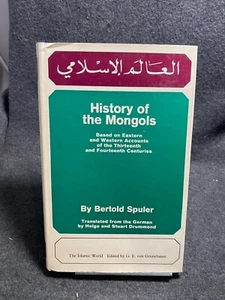 العالم الإسلامي
History of
the Mongols
Based on Eastern
and Western Accounts
of the Thirteenth
and Fourteenth Centuries
By Bertold Spuler
Translated from the German
by Helga and Stuart Drummond
The Islamic World Edited by G. E. von Grunebaum